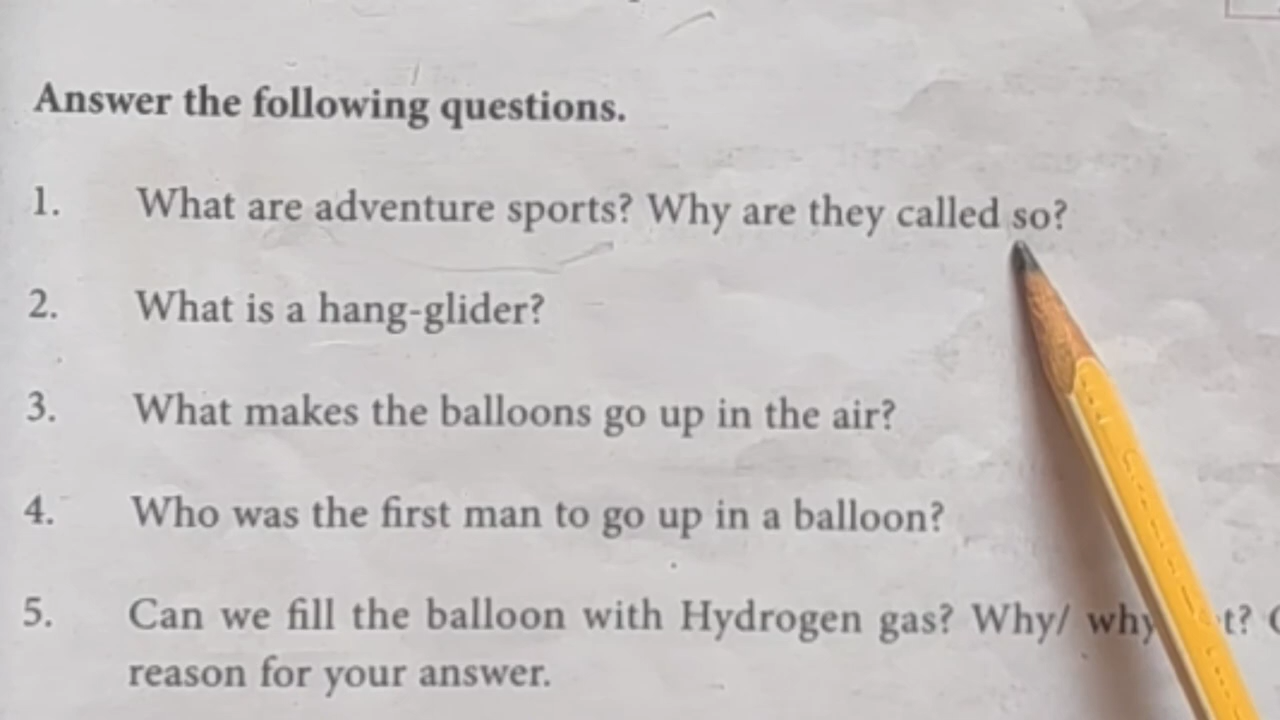 Answer the following questions.
1. What are adventure sports? Why are they called so?
2. What is a hang-glider?
3. What makes the balloons go up in the air?
4. Who was the first man to go up in a balloon?
5. Can we fill the balloon with Hydrogen gas? Why/ why
reason for your answer.